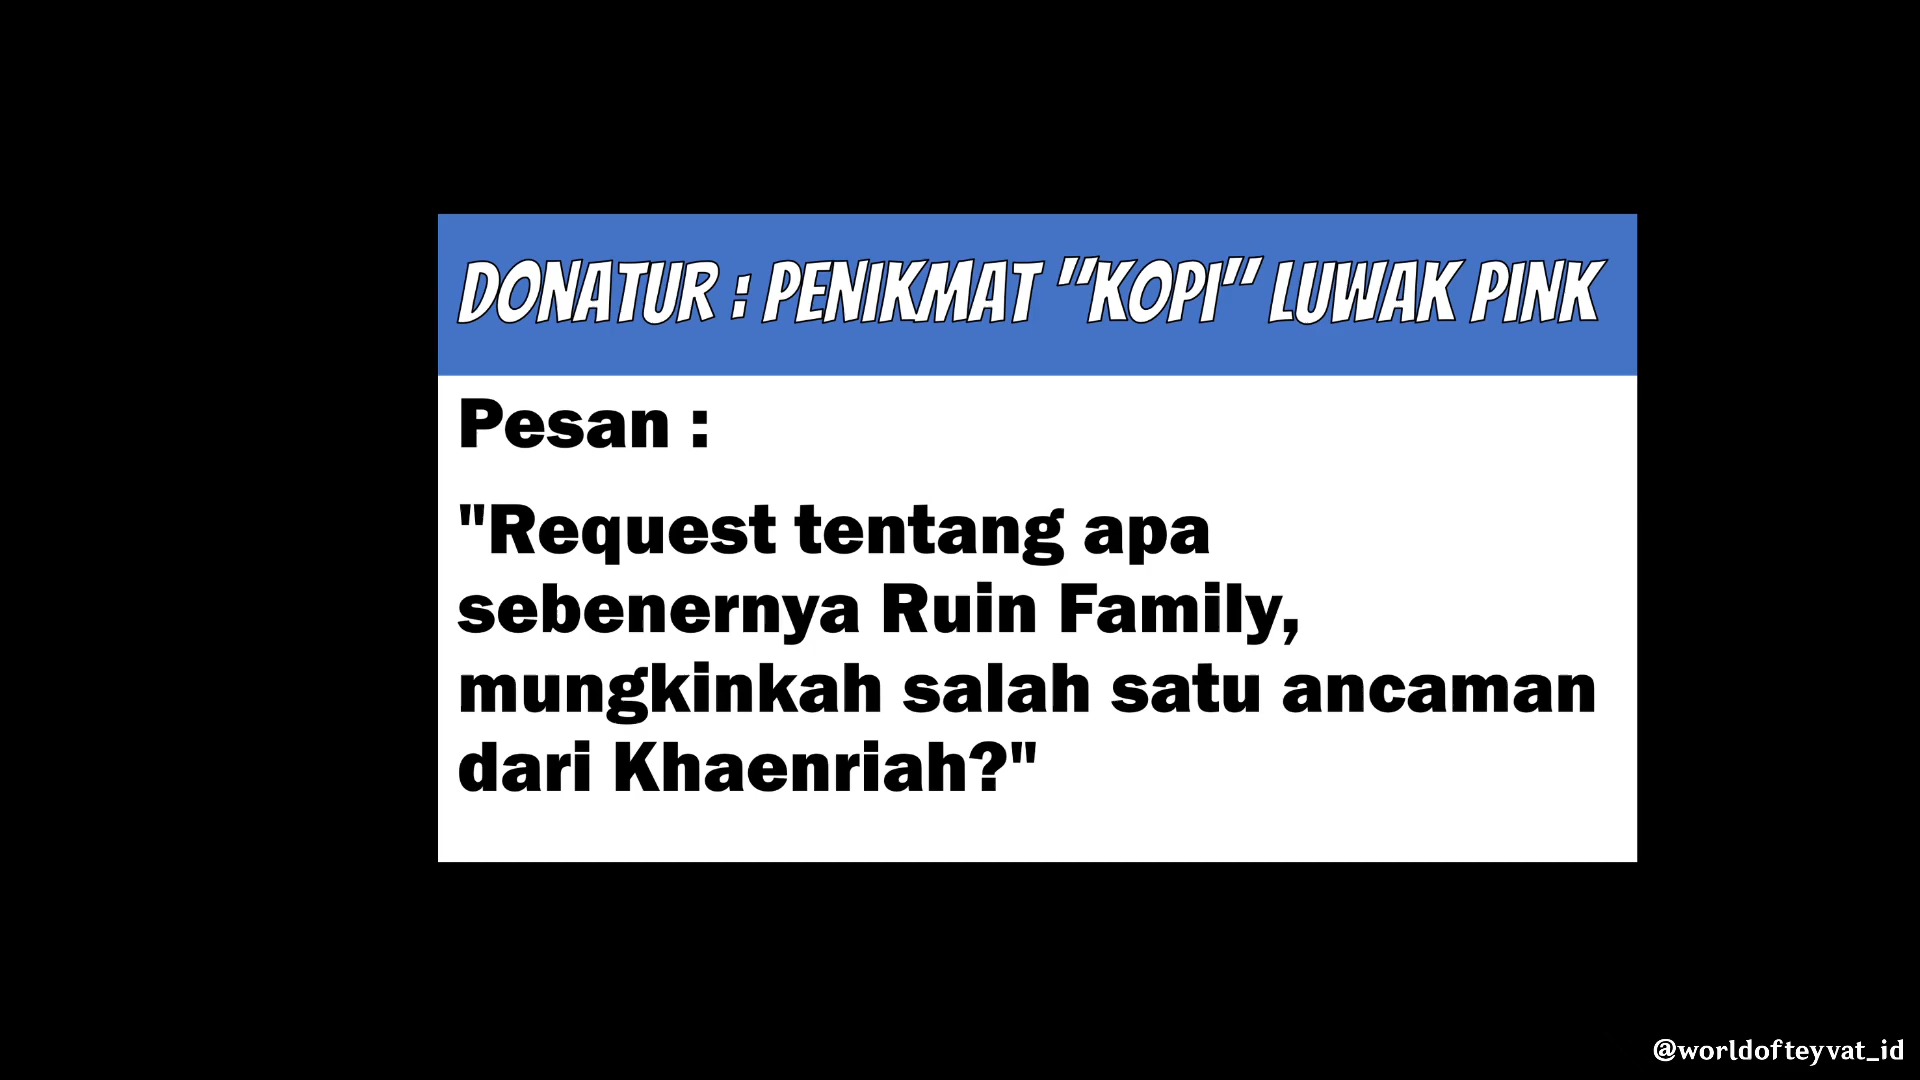 DONATUR : PENIKMAT "KOPI" LUWAK PINK
Pesan :
"Request tentang apa
sebenernya Ruin Family,
mungkinkah salah satu ancaman
dari Khaenriah?"
@worldofteyvat_id